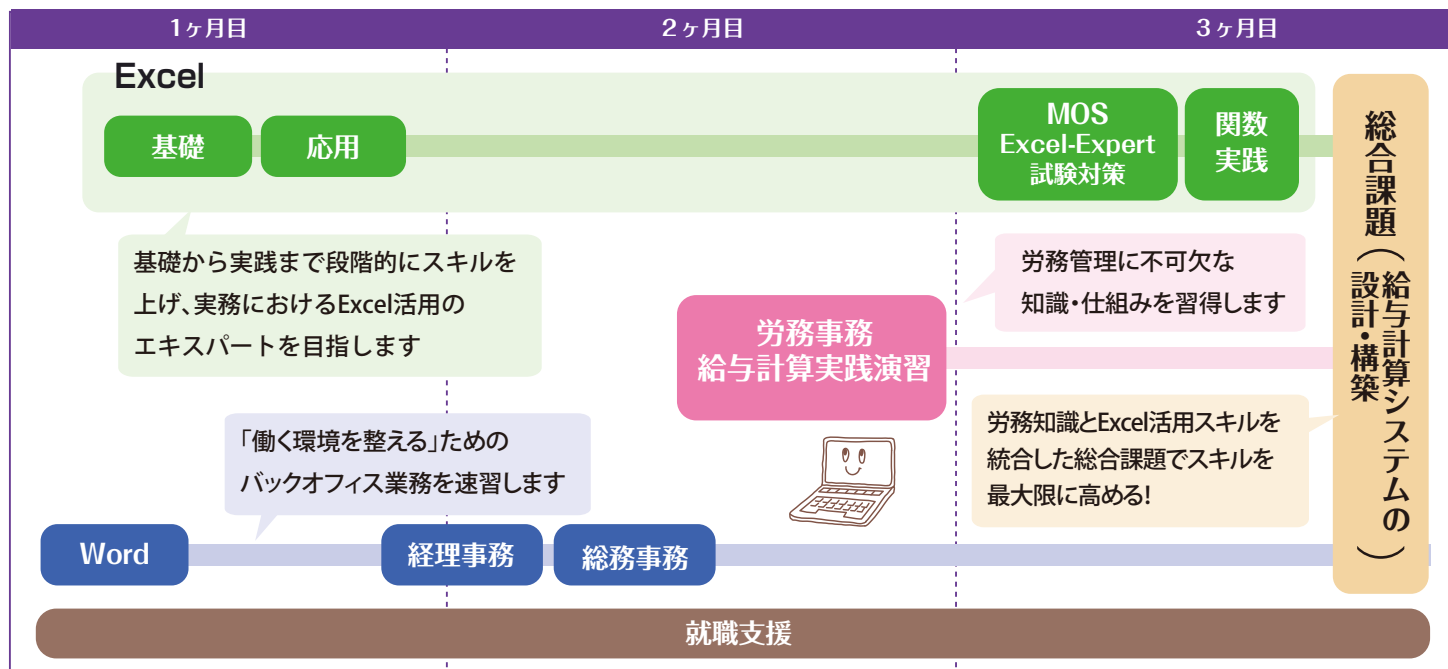 1ヶ月目
2ヶ月目
3ヶ月目
Excel
基礎
応用
MOS
Excel-Expert
試験対策
関数
実践
基礎から実践まで段階的にスキルを
上げ、実務におけるExcel活用の
エキスパートを目指します
労務事務
給与計算実践演習
労務管理に不可欠な
知識・仕組みを習得します
「働く環境を整える」ための
バックオフィス業務を速習します
労務知識とExcel活用スキルを
統合した総合課題でスキルを
最大限に高める!
Word
経理事務
総務事務
総合課題(給与計算システムの
設計・構築)
就職支援